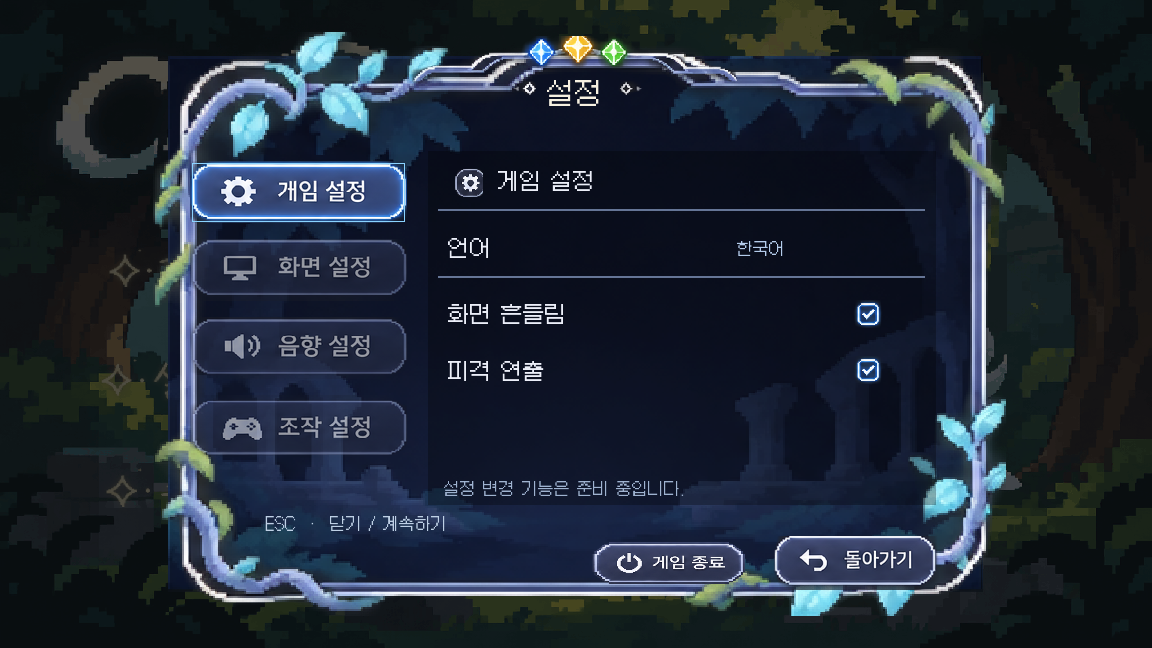 설정
게임 설정
화면 설정
음향 설정
조작 설정
게임 설정
언어 한국어
화면 흔들림
피격 연출
설정 변경 기능은 준비 중입니다.
ESC · 닫기 / 계속하기
게임 종료
돌아가기